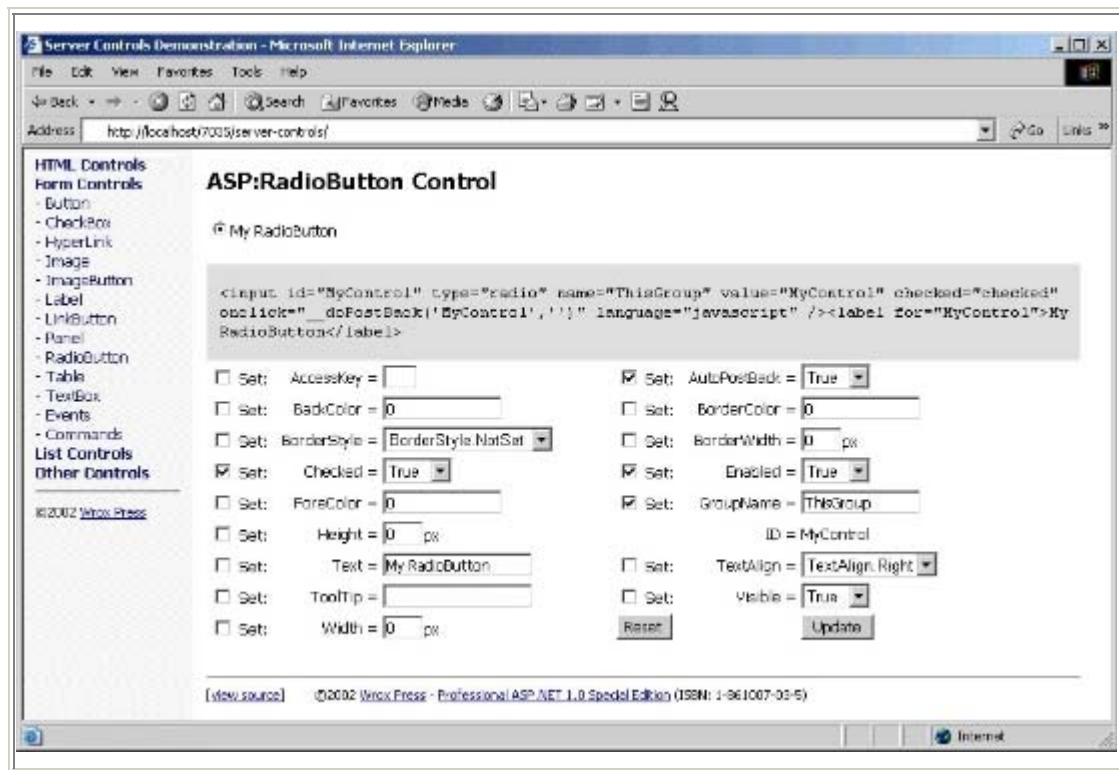 Server Controls Demonstration - Microsoft Internet Explorer
File Edit View Favorites Tools Help
Back Search Favorites Media
Address http://localhost/7035/server-controls/ Go Links »
HTML Controls
Form Controls
- Button
- CheckBox
- HyperLink
- Image
- ImageButton
- Label
- LinkButton
- Panel
- RadioButton
- Table
- TextBox
- Events
- Commands
List Controls
Other Controls
©2002 Wrox Press
ASP:RadioButton Control
My RadioButton
<input id="MyControl" type="radio" name="ThisGroup" value="MyControl" checked="checked"
onclick="__doPostBack('MyControl','')" language="javascript" /><label for="MyControl">My
RadioButton</label>
Set: AccessKey = Set: AutoPostBack = True
Set: BackColor = 0 Set: BorderColor = 0
Set: BorderStyle = BorderStyle.NotSet Set: BorderWidth = 0 px
Set: Checked = True Set: Enabled = True
Set: ForeColor = 0 Set: GroupName = ThisGroup
Set: Height = 0 px ID = MyControl
Set: Text = My RadioButton Set: TextAlign = TextAlign.Right
Set: ToolTip = Set: Visible = True
Set: Width = 0 px Reset Update
[view source] ©2002 Wrox Press - Professional ASP.NET 1.0 Special Edition (ISBN: 1-861007-03-5)
Internet